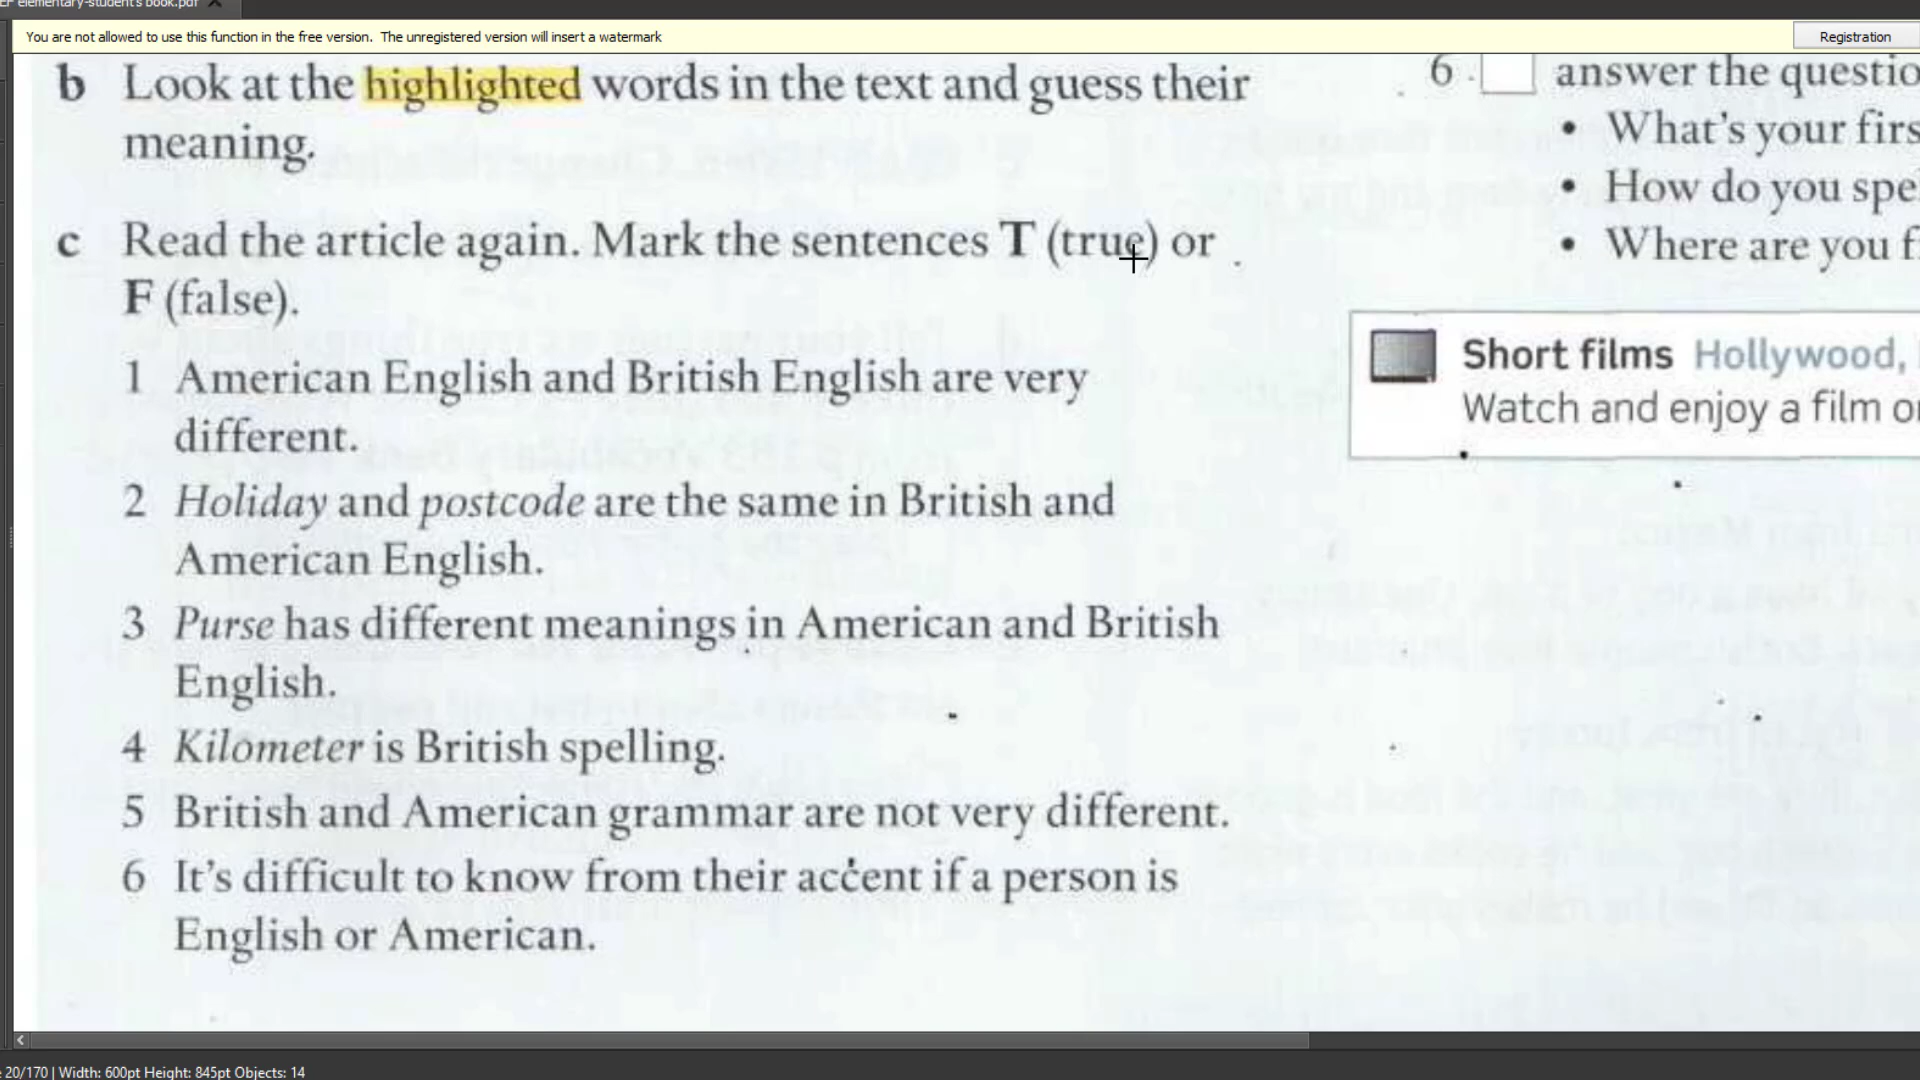 elementary-student's book.pdf
You are not allowed to use this function in the free version. The unregistered version will insert a watermark
Registration
b Look at the highlighted words in the text and guess their
meaning.
c Read the article again. Mark the sentences T (true) or
F (false).
1 American English and British English are very
different.
2 Holiday and postcode are the same in British and
American English.
3 Purse has different meanings in American and British
English.
4 Kilometer is British spelling.
5 British and American grammar are not very different.
6 It's difficult to know from their accent if a person is
English or American.
6 answer the questio
• What's your firs
• How do you spel
• Where are you f
Short films Hollywood,
Watch and enjoy a film o
20/170 | Width: 600pt Height: 845pt Objects: 14